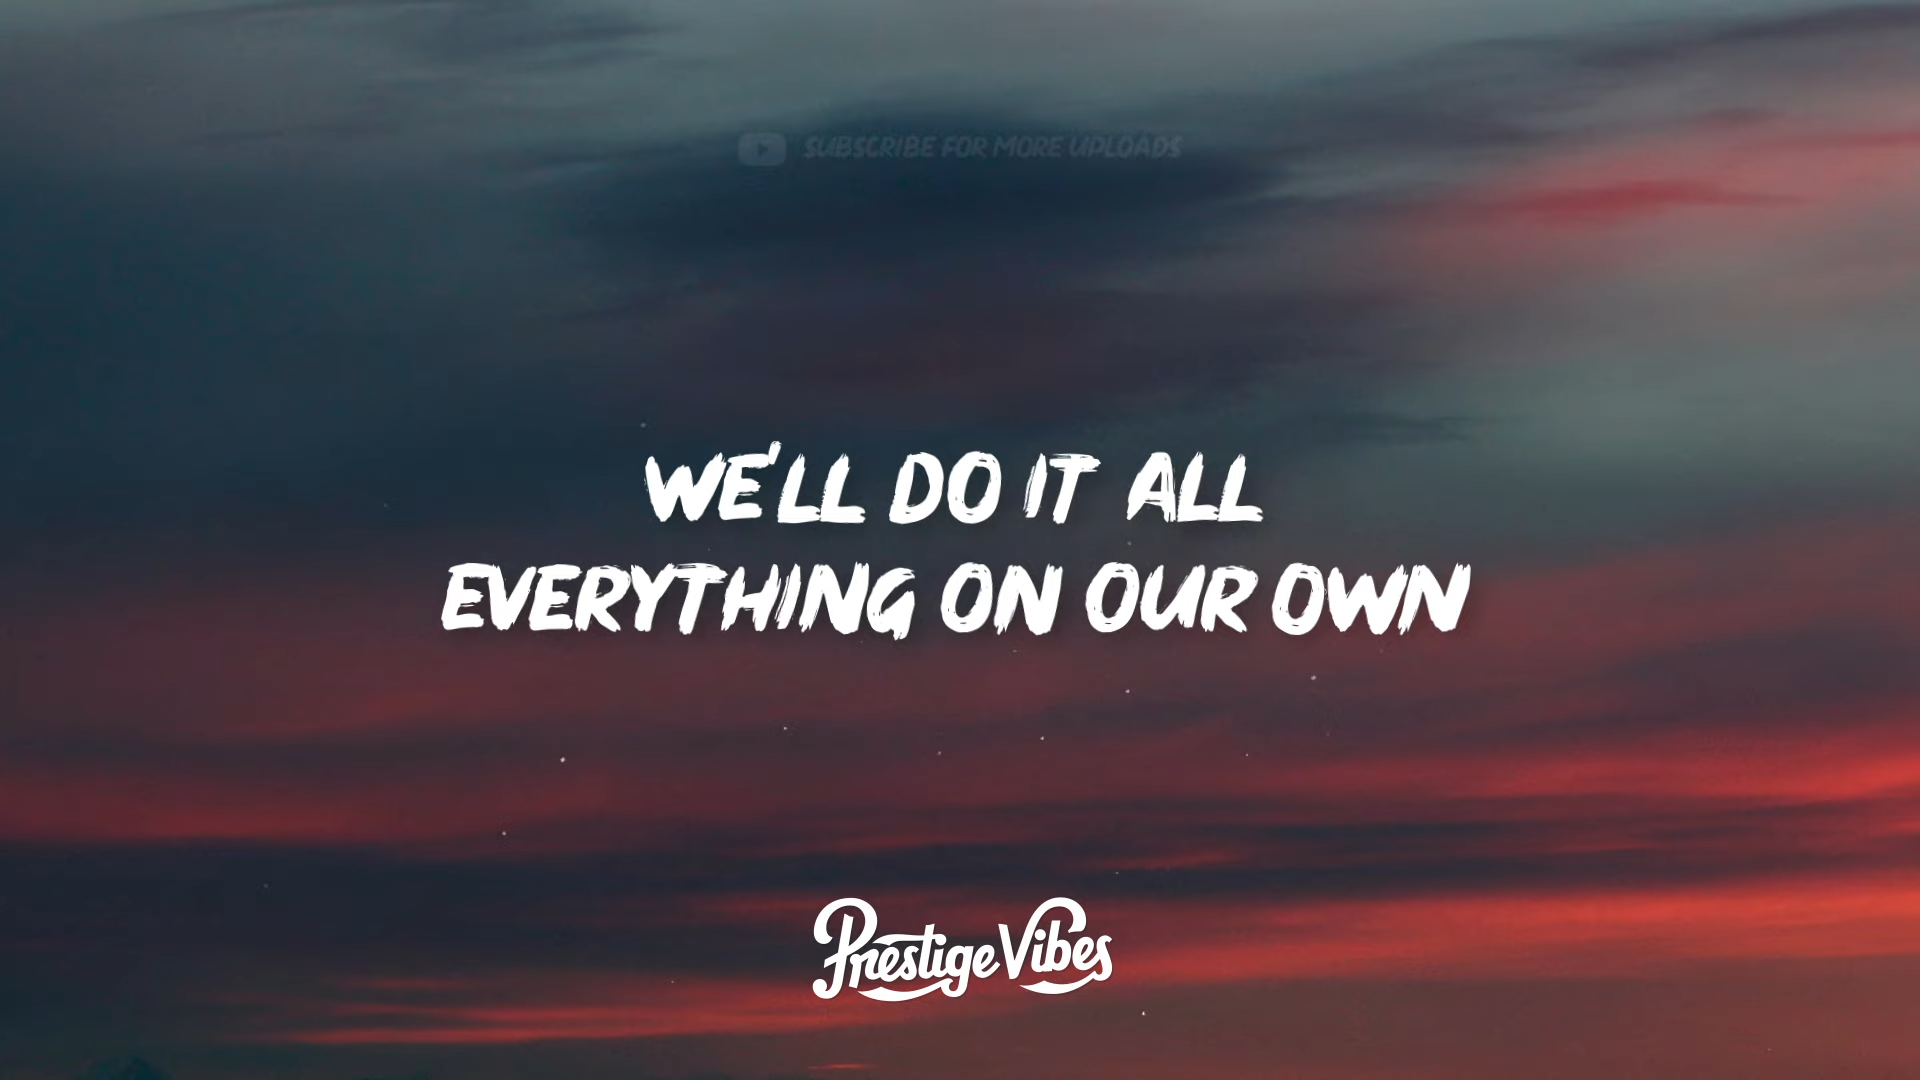 SUBSCRIBE FOR MORE UPLOADS
WE'LL DO IT ALL
EVERYTHING ON OUR OWN
Prestige Vibes